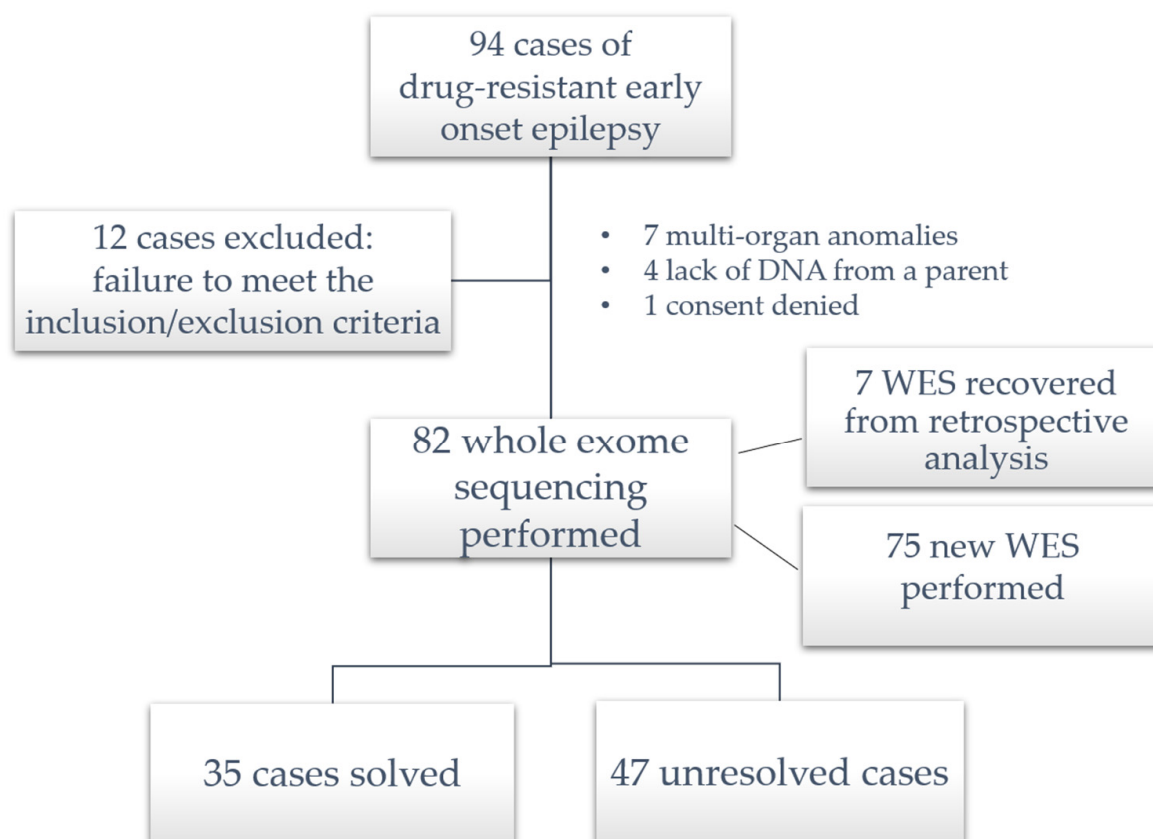 94 cases of
drug-resistant early
onset epilepsy
12 cases excluded:
failure to meet the
inclusion/exclusion criteria
• 7 multi-organ anomalies
• 4 lack of DNA from a parent
• 1 consent denied
82 whole exome
sequencing
performed
7 WES recovered
from retrospective
analysis
75 new WES
performed
35 cases solved
47 unresolved cases